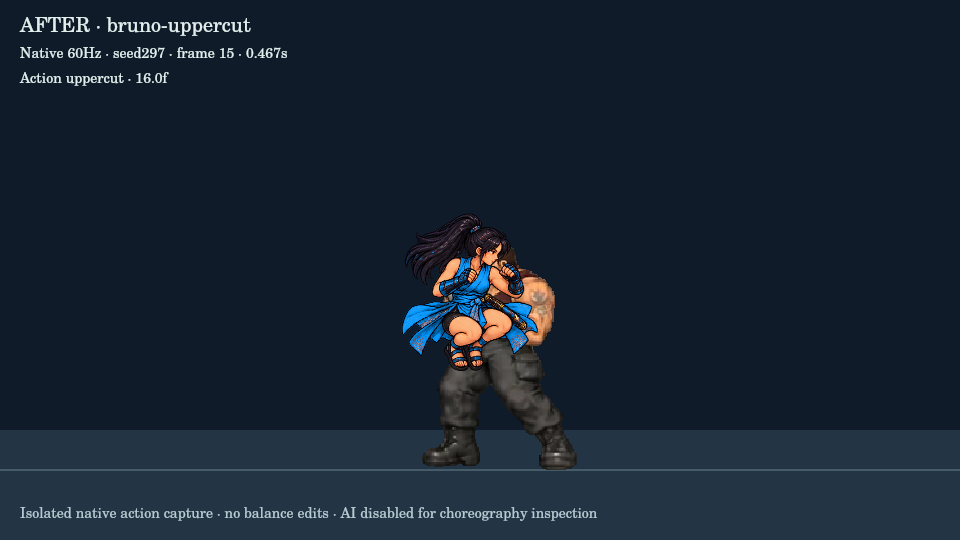 AFTER · bruno-uppercut
Native 60Hz · seed297 · frame 15 · 0.467s
Action uppercut · 16.0f
Isolated native action capture · no balance edits · AI disabled for choreography inspection